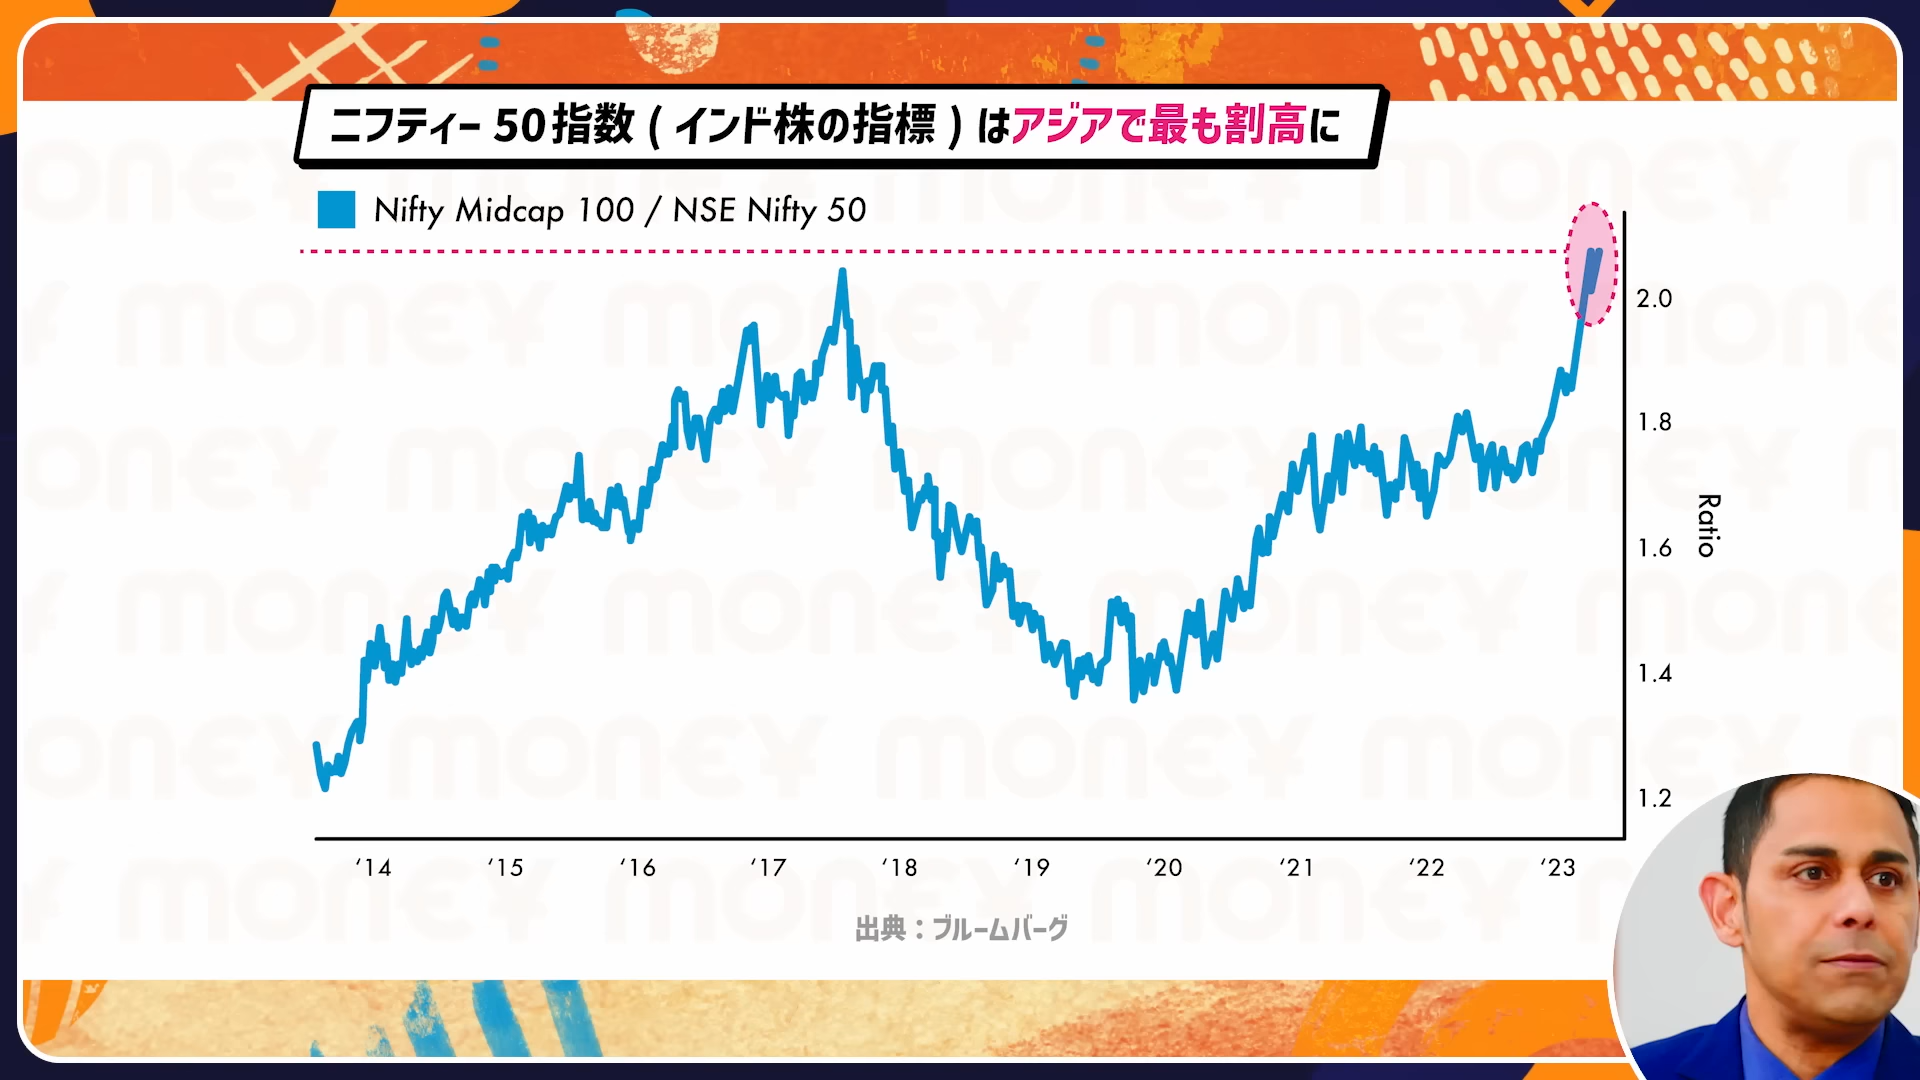 ニフティー 50指数 ( インド株の指標 ) はアジアで最も割高に
Nifty Midcap 100 / NSE Nifty 50
2.0
1.8
1.6
1.4
1.2
Ratio
‘14 ‘15 ‘16 ‘17 ‘18 ‘19 ‘20 ‘21 ‘22 ‘23
出典：ブルームバーグ